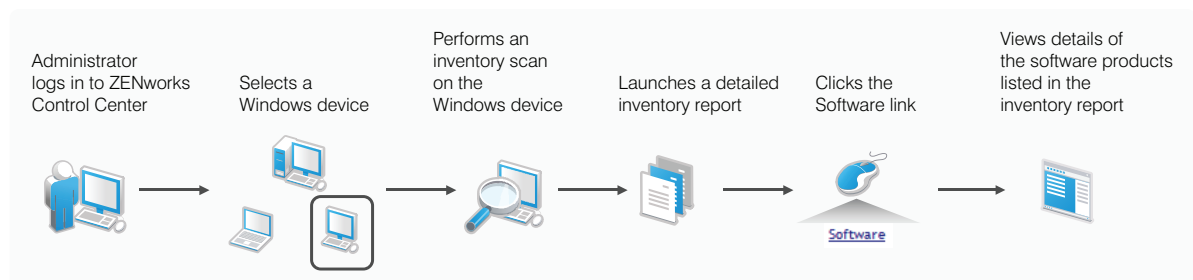 Administrator
logs in to ZENworks
Control Center
Selects a
Windows device
Performs an
inventory scan
on the
Windows device
Launches a detailed
inventory report
Clicks the
Software link
Software
Views details of
the software products
listed in the
inventory report